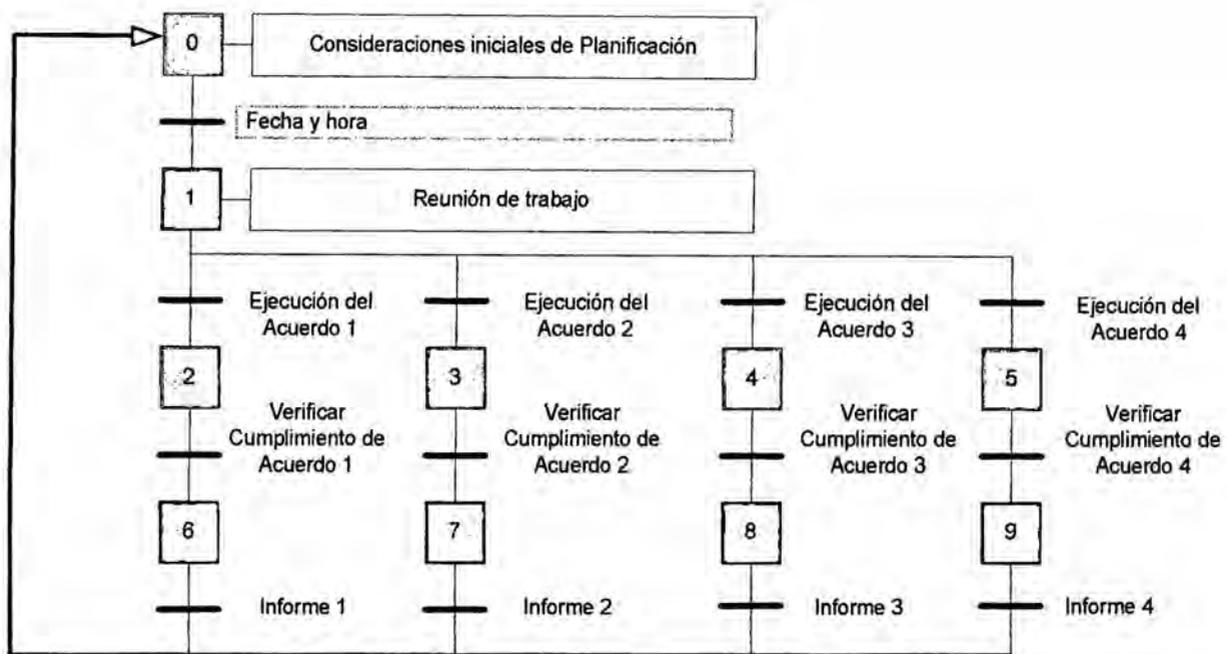 0
Consideraciones iniciales de Planificación
Fecha y hora
1
Reunión de trabajo
Ejecución del
Acuerdo 1
Ejecución del
Acuerdo 2
Ejecución del
Acuerdo 3
Ejecución del
Acuerdo 4
2
3
4
5
Verificar
Cumplimiento de
Acuerdo 1
Verificar
Cumplimiento de
Acuerdo 2
Verificar
Cumplimiento de
Acuerdo 3
Verificar
Cumplimiento de
Acuerdo 4
6
7
8
9
Informe 1
Informe 2
Informe 3
Informe 4